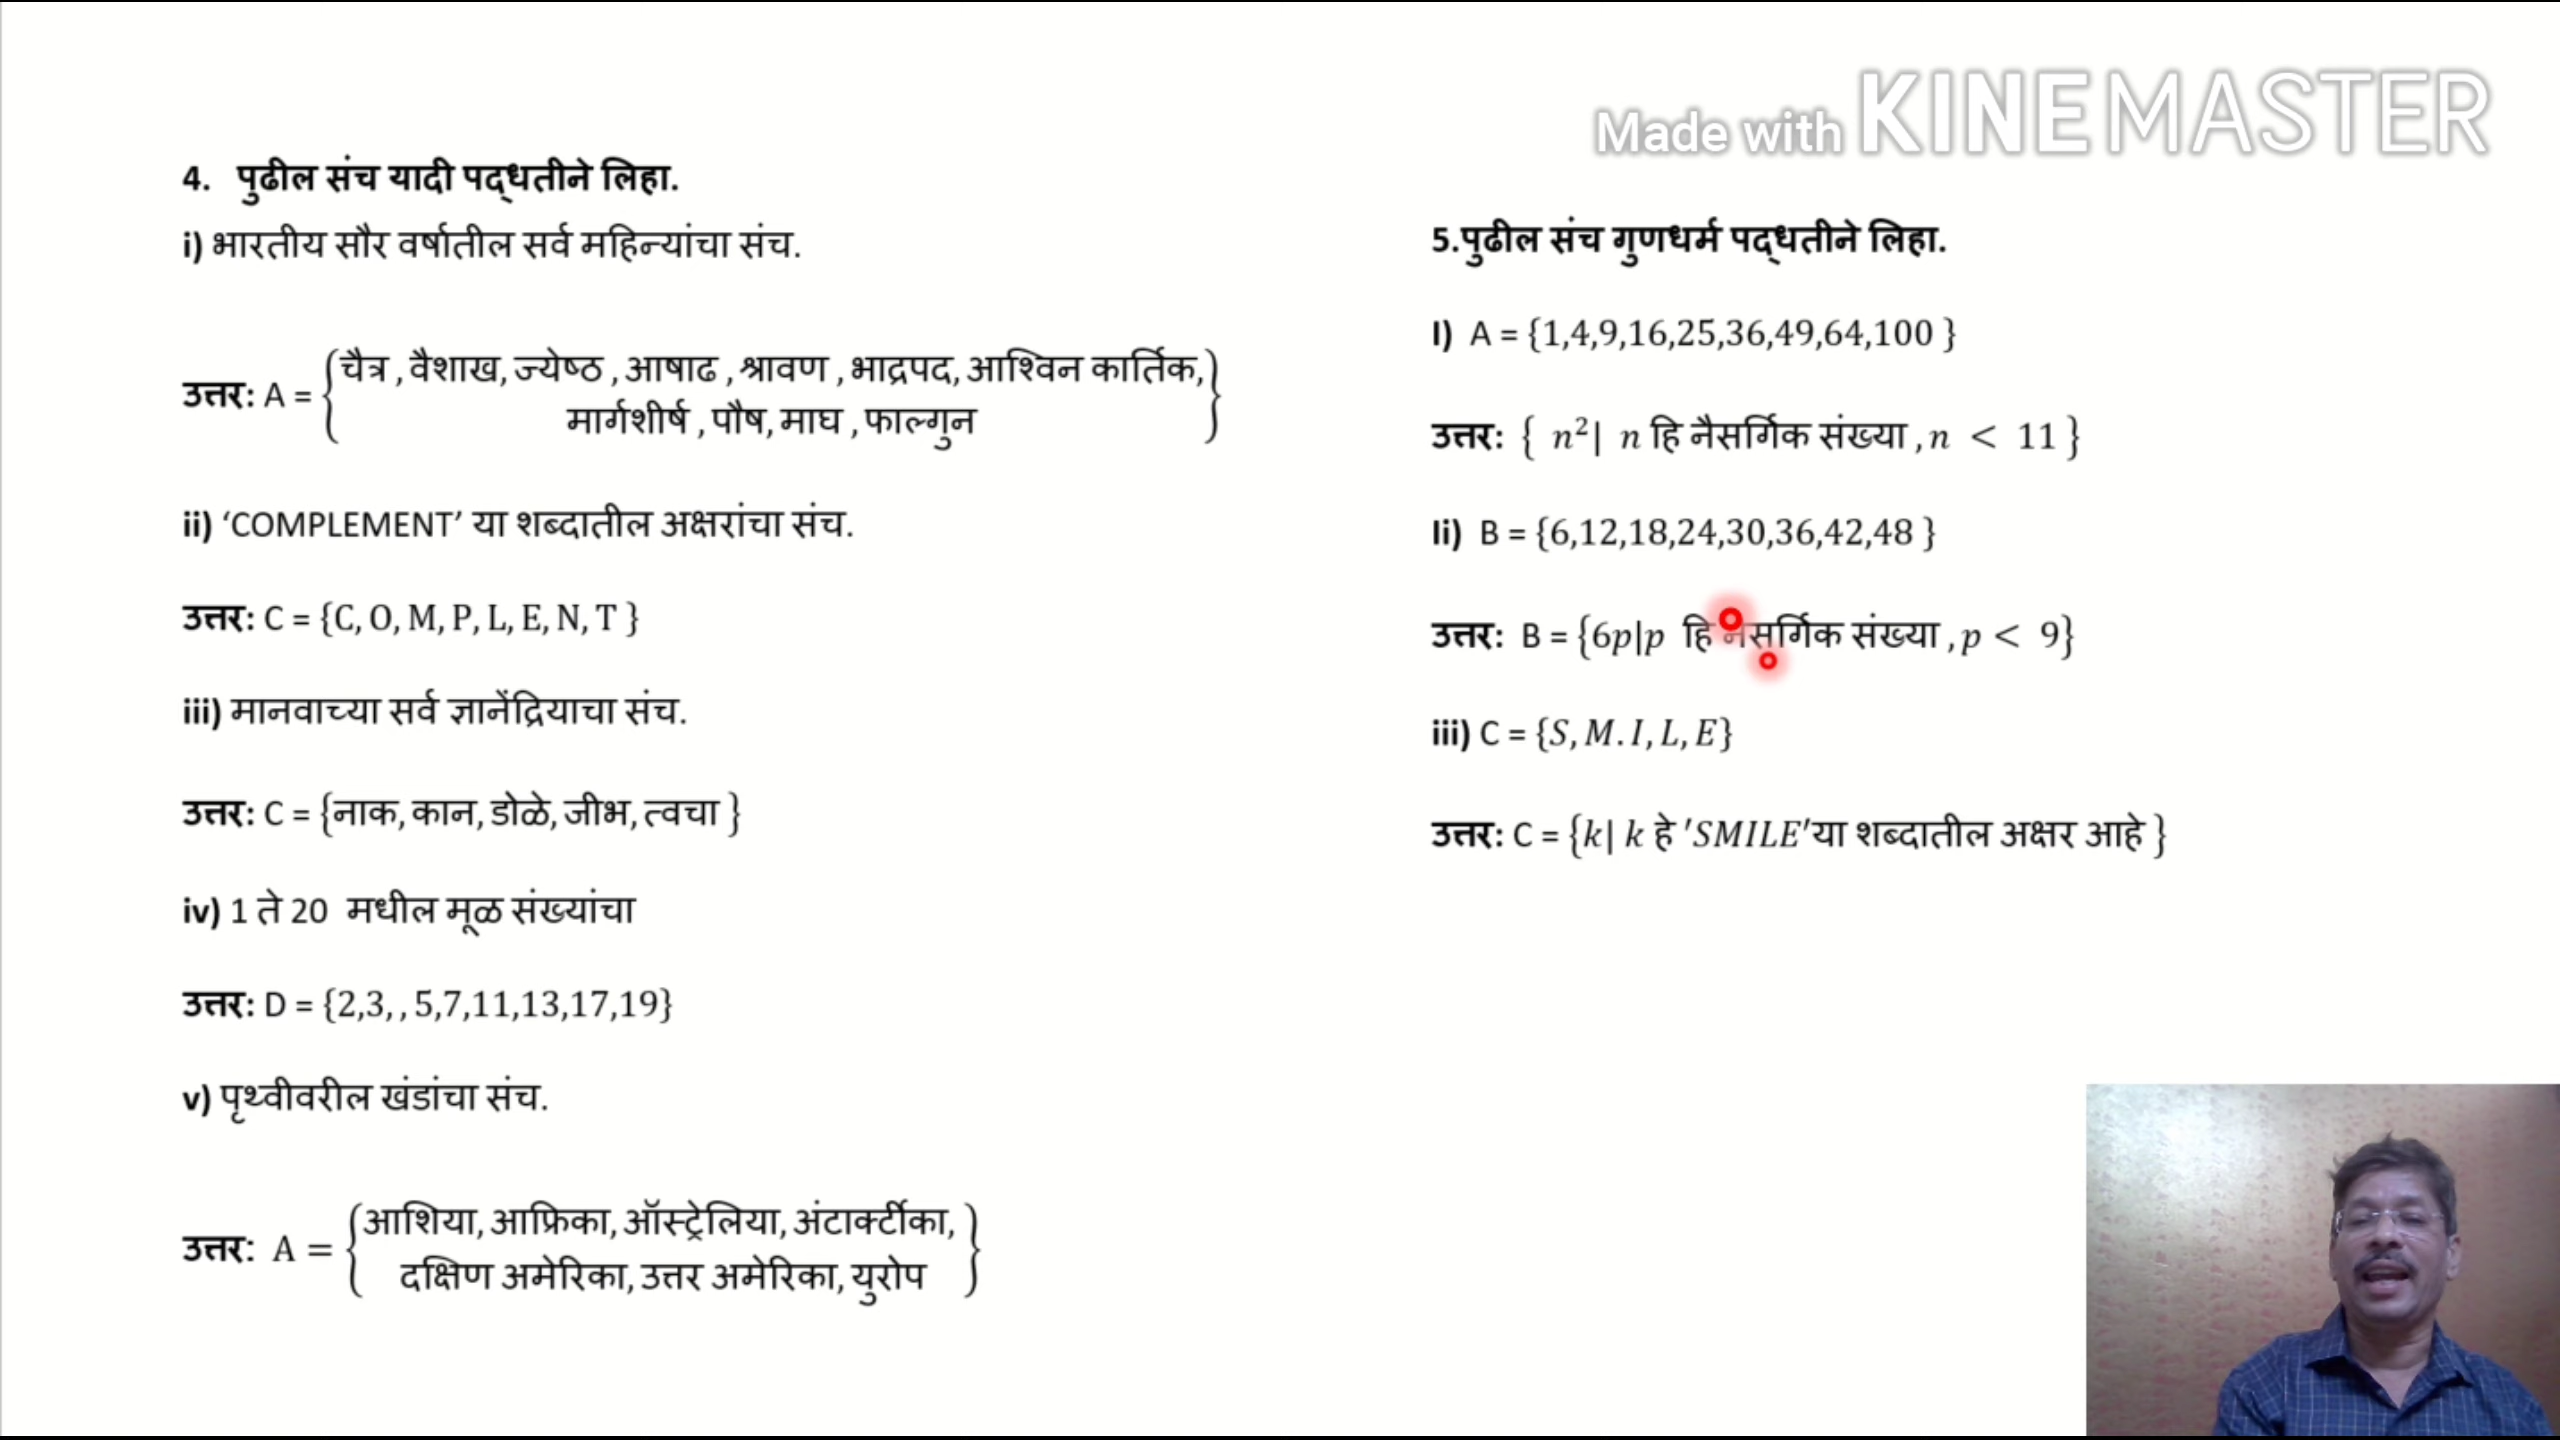 Made with KINEMASTER
4. पुढील संच यादी पद्धतीने लिहा.
i) भारतीय सौर वर्षातील सर्व महिन्यांचा संच.
उत्तर: A = {चैत्र , वैशाख, ज्येष्ठ , आषाढ , श्रावण , भाद्रपद, आश्विन कार्तिक,
मार्गशीर्ष , पौष, माघ , फाल्गुन}
ii) ‘COMPLEMENT’ या शब्दातील अक्षरांचा संच.
उत्तर: C = {C, O, M, P, L, E, N, T }
iii) मानवाच्या सर्व ज्ञानेंद्रियाचा संच.
उत्तर: C = {नाक, कान, डोळे, जीभ, त्वचा }
iv) 1 ते 20 मधील मूळ संख्यांचा
उत्तर: D = {2,3, , 5,7,11,13,17,19}
v) पृथ्वीवरील खंडांचा संच.
उत्तर: A = {आशिया, आफ्रिका, ऑस्ट्रेलिया, अंटार्क्टीका,
दक्षिण अमेरिका, उत्तर अमेरिका, युरोप}
5.पुढील संच गुणधर्म पद्धतीने लिहा.
I) A = {1,4,9,16,25,36,49,64,100 }
उत्तर: { n²| n हि नैसर्गिक संख्या , n < 11 }
Ii) B = {6,12,18,24,30,36,42,48 }
उत्तर: B = {6p|p हि नैसर्गिक संख्या , p < 9}
iii) C = {S, M. I, L, E}
उत्तर: C = {k| k हे 'SMILE'या शब्दातील अक्षर आहे }